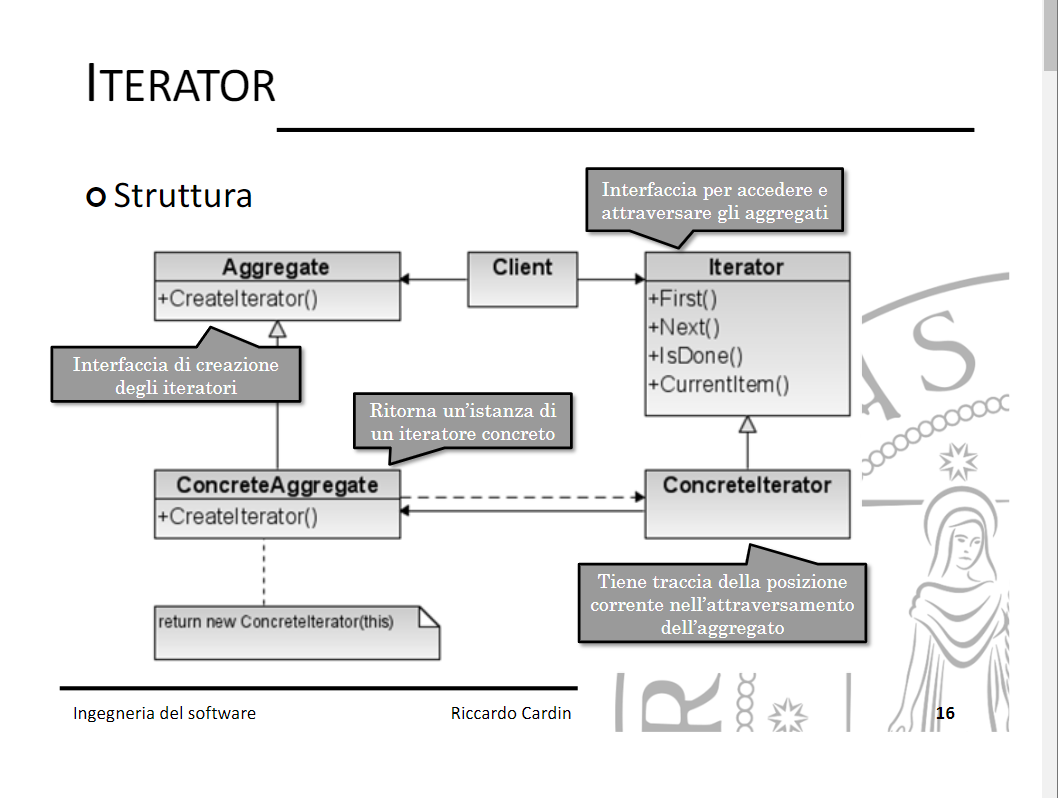 ITERATOR
Struttura
Interfaccia per accedere e
attraversare gli aggregati
Aggregate
+CreateIterator()
Client
Iterator
+First()
+Next()
+IsDone()
+CurrentItem()
Interfaccia di creazione
degli iteratori
Ritorna un'istanza di
un iteratore concreto
ConcreteAggregate
+CreateIterator()
ConcreteIterator
Tiene traccia della posizione
corrente nell'attraversamento
dell'aggregato
return new ConcreteIterator(this)
Ingegneria del software
Riccardo Cardin
16